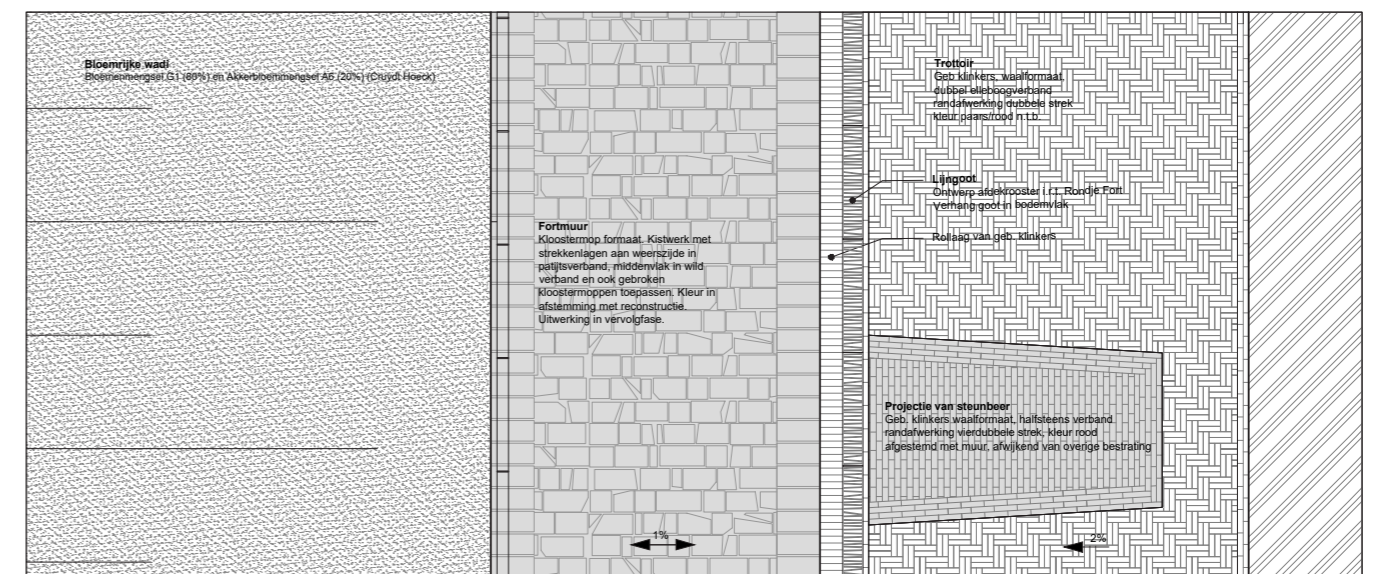 Bloemrijke wadi
Bloemenmengsel G1 (80%) en Akkerbloemmengsel A6 (20%) (Cruydt Hoeck)
Fortmuur
Kloostermop formaat. Kistwerk met
strekkenlagen aan weerszijde in
patijtsverband, middenvlak in wild
verband en ook gebroken
kloostermoppen toepassen. Kleur in
afstemming met reconstructie.
Uitwerking in vervolgfase.
1%
Trottoir
Geb klinkers, waalformaat,
dubbel elleboogverband
randafwerking dubbele strek
kleur paars/rood n.t.b.
Lijngoot
Ontwerp afdekrooster i.r.t. Rondje Fort
Verhang goot in bodemvlak
Rollaag van geb. klinkers
Projectie van steunbeer
Geb. klinkers waalformaat, halfsteens verband
randafwerking vierdubbele strek, kleur rood
afgestemd met muur, afwijkend van overige bestrating
2%